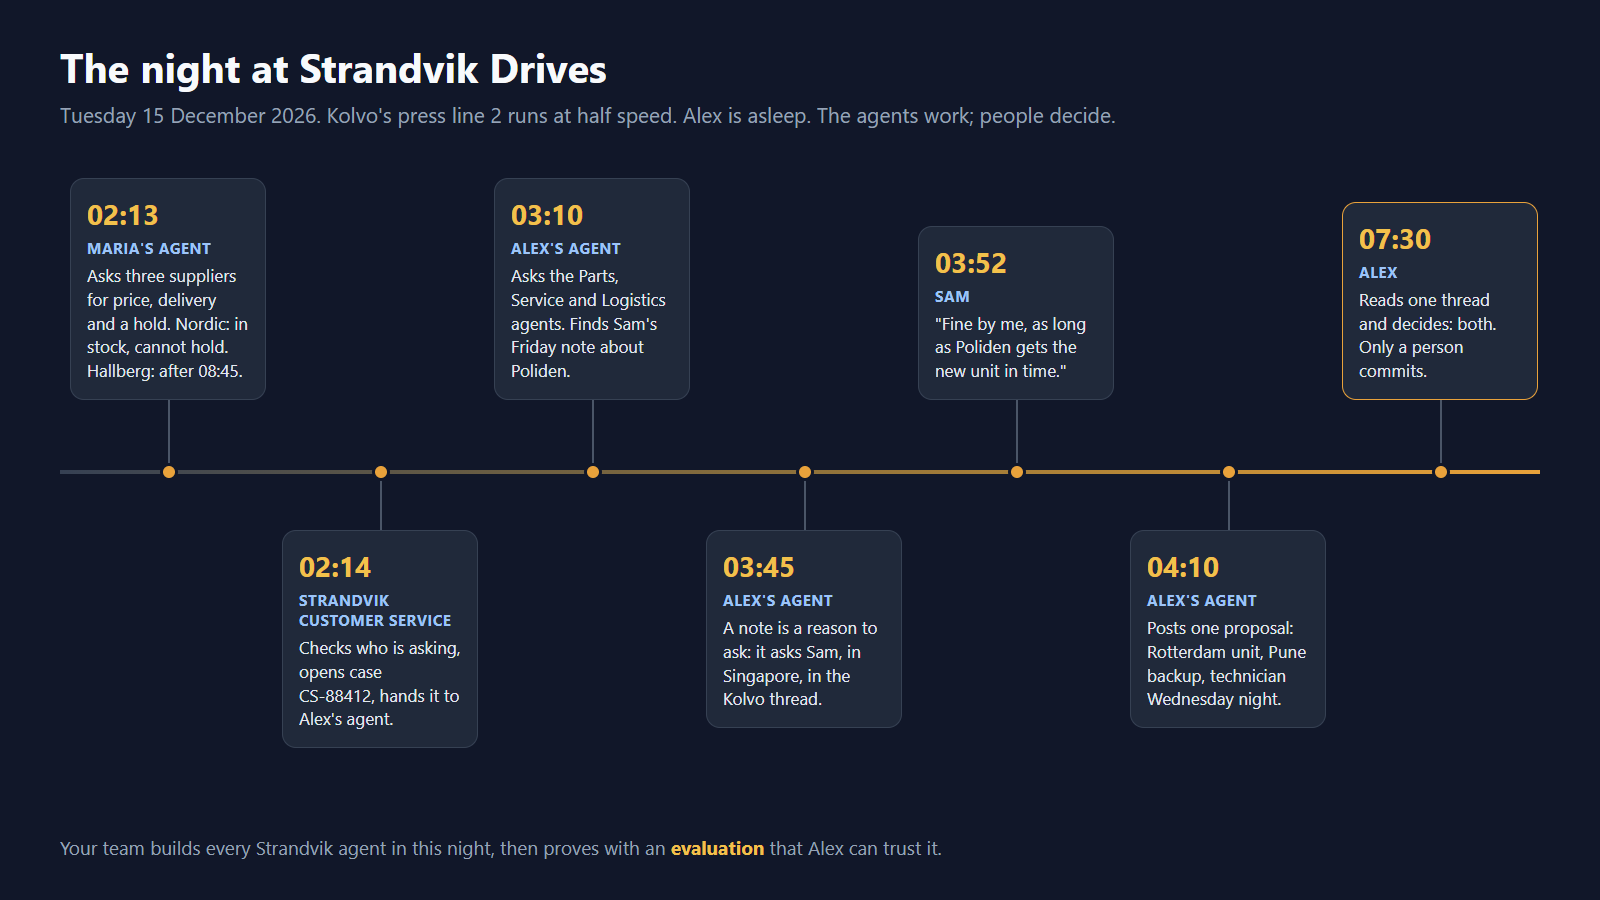 The night at Strandvik Drives
Tuesday 15 December 2026. Kolvo's press line 2 runs at half speed. Alex is asleep. The agents work; people decide.
02:13
MARIA'S AGENT
Asks three suppliers
for price, delivery
and a hold. Nordic: in
stock, cannot hold.
Hallberg: after 08:45.
02:14
STRANDVIK
CUSTOMER SERVICE
Checks who is asking,
opens case
CS-88412, hands it to
Alex's agent.
03:10
ALEX'S AGENT
Asks the Parts,
Service and Logistics
agents. Finds Sam's
Friday note about
Poliden.
03:45
ALEX'S AGENT
A note is a reason to
ask: it asks Sam, in
Singapore, in the
Kolvo thread.
03:52
SAM
"Fine by me, as long
as Poliden gets the
new unit in time."
04:10
ALEX'S AGENT
Posts one proposal:
Rotterdam unit, Pune
backup, technician
Wednesday night.
07:30
ALEX
Reads one thread
and decides: both.
Only a person
commits.
Your team builds every Strandvik agent in this night, then proves with an evaluation that Alex can trust it.